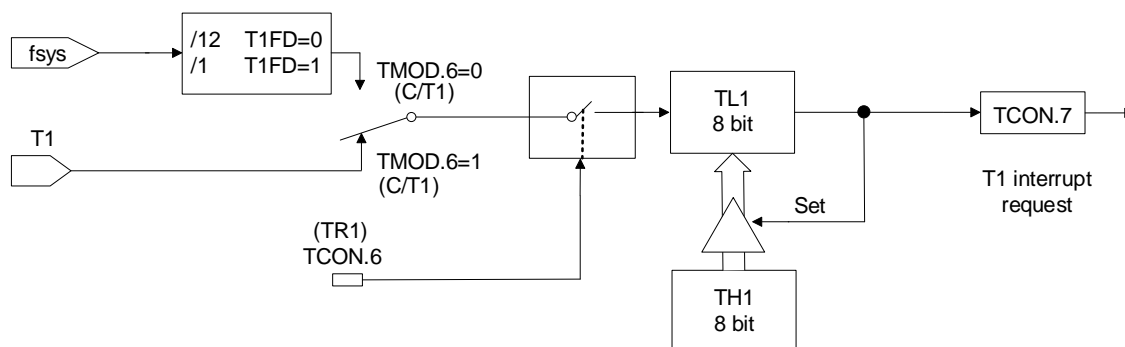 fsys
/12 T1FD=0
/1 T1FD=1
TMOD.6=0
(C/T1)
T1
TMOD.6=1
(C/T1)
(TR1)
TCON.6
TL1
8 bit
TCON.7
T1 interrupt
request
Set
TH1
8 bit